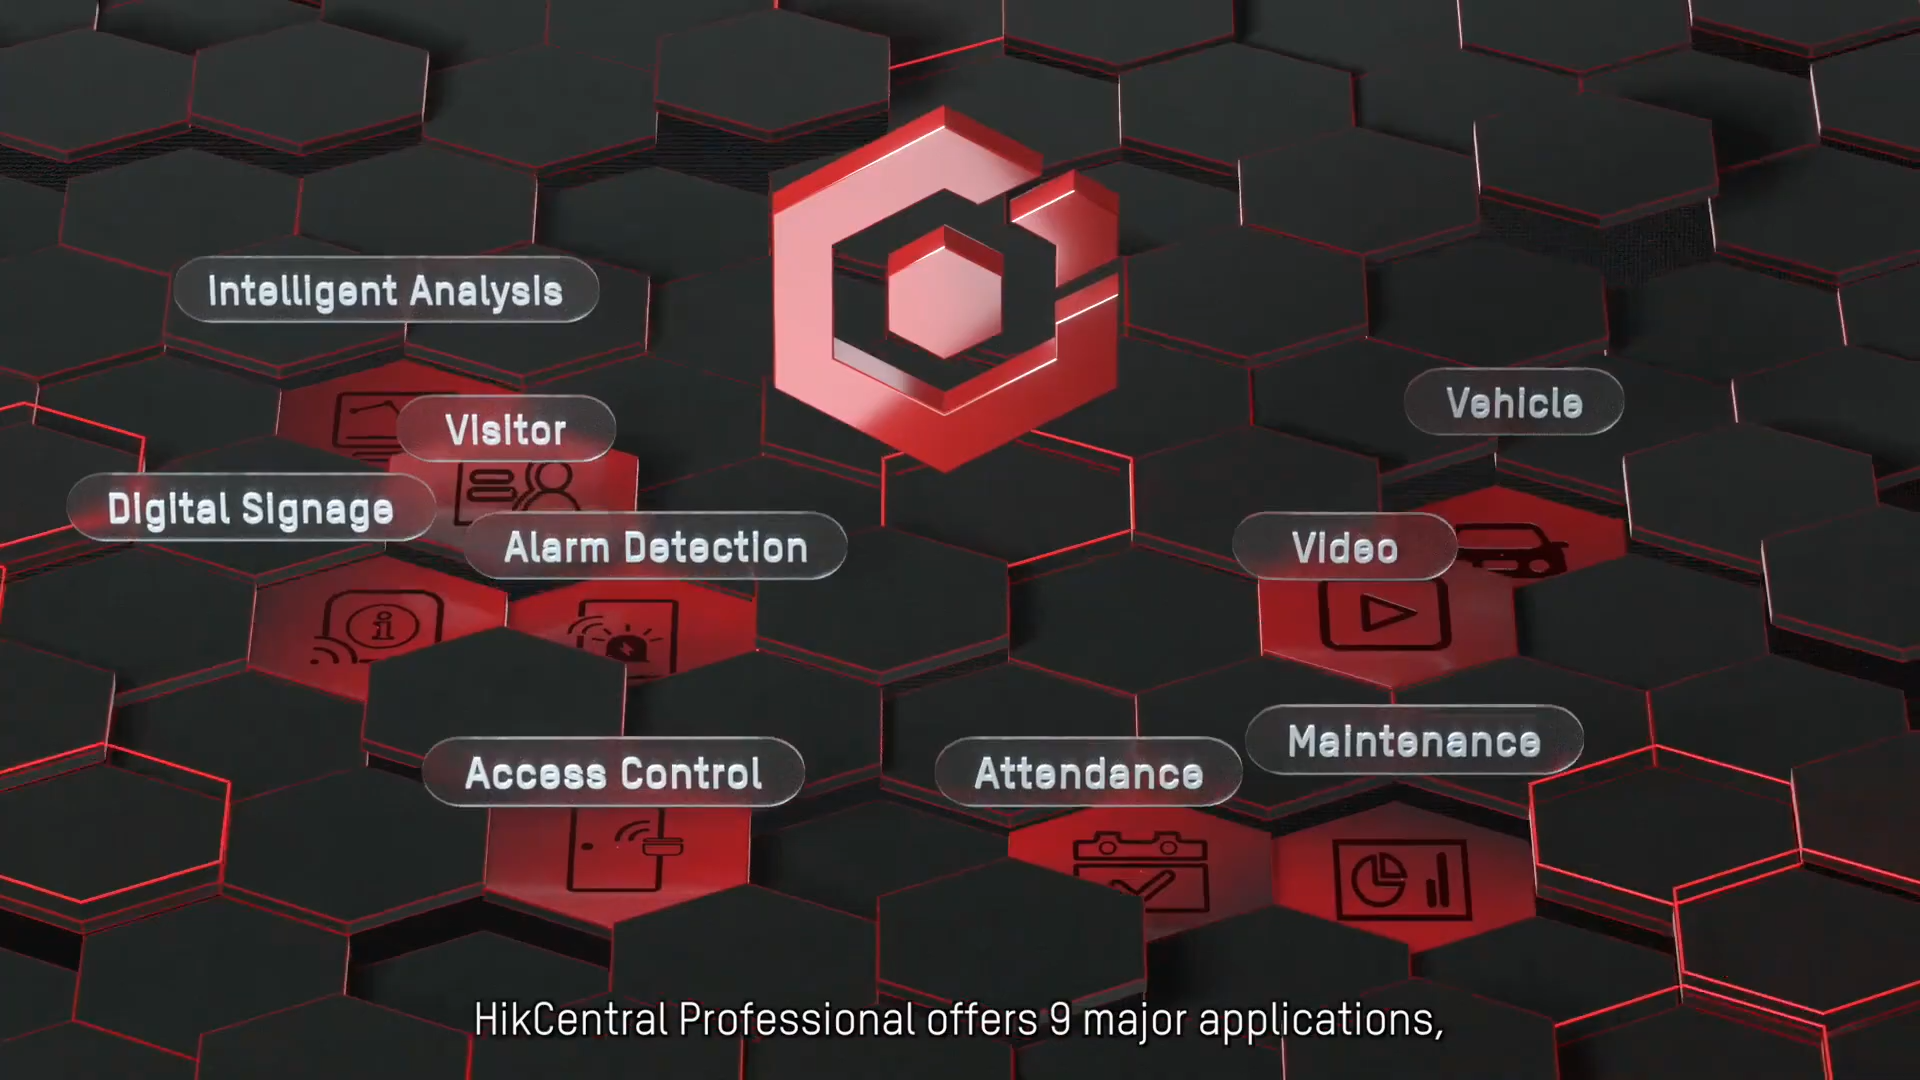 Intelligent Analysis
Vehicle
Visitor
Digital Signage
Alarm Detection
Video
Access Control
Attendance
Maintenance
HikCentral Professional offers 9 major applications,